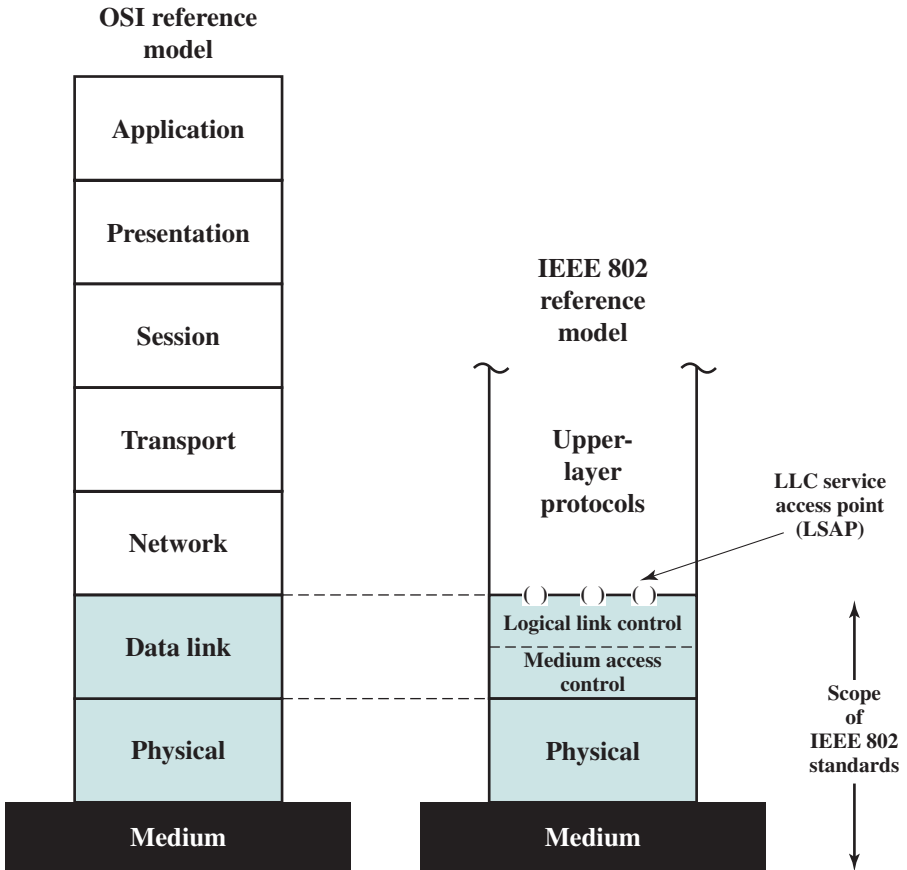 OSI reference
model
Application
Presentation
Session
Transport
Network
Data link
Physical
Medium
IEEE 802
reference
model
Upper-
layer
protocols
LLC service
access point
(LSAP)
Logical link control
Medium access
control
Physical
Medium
Scope
of
IEEE 802
standards